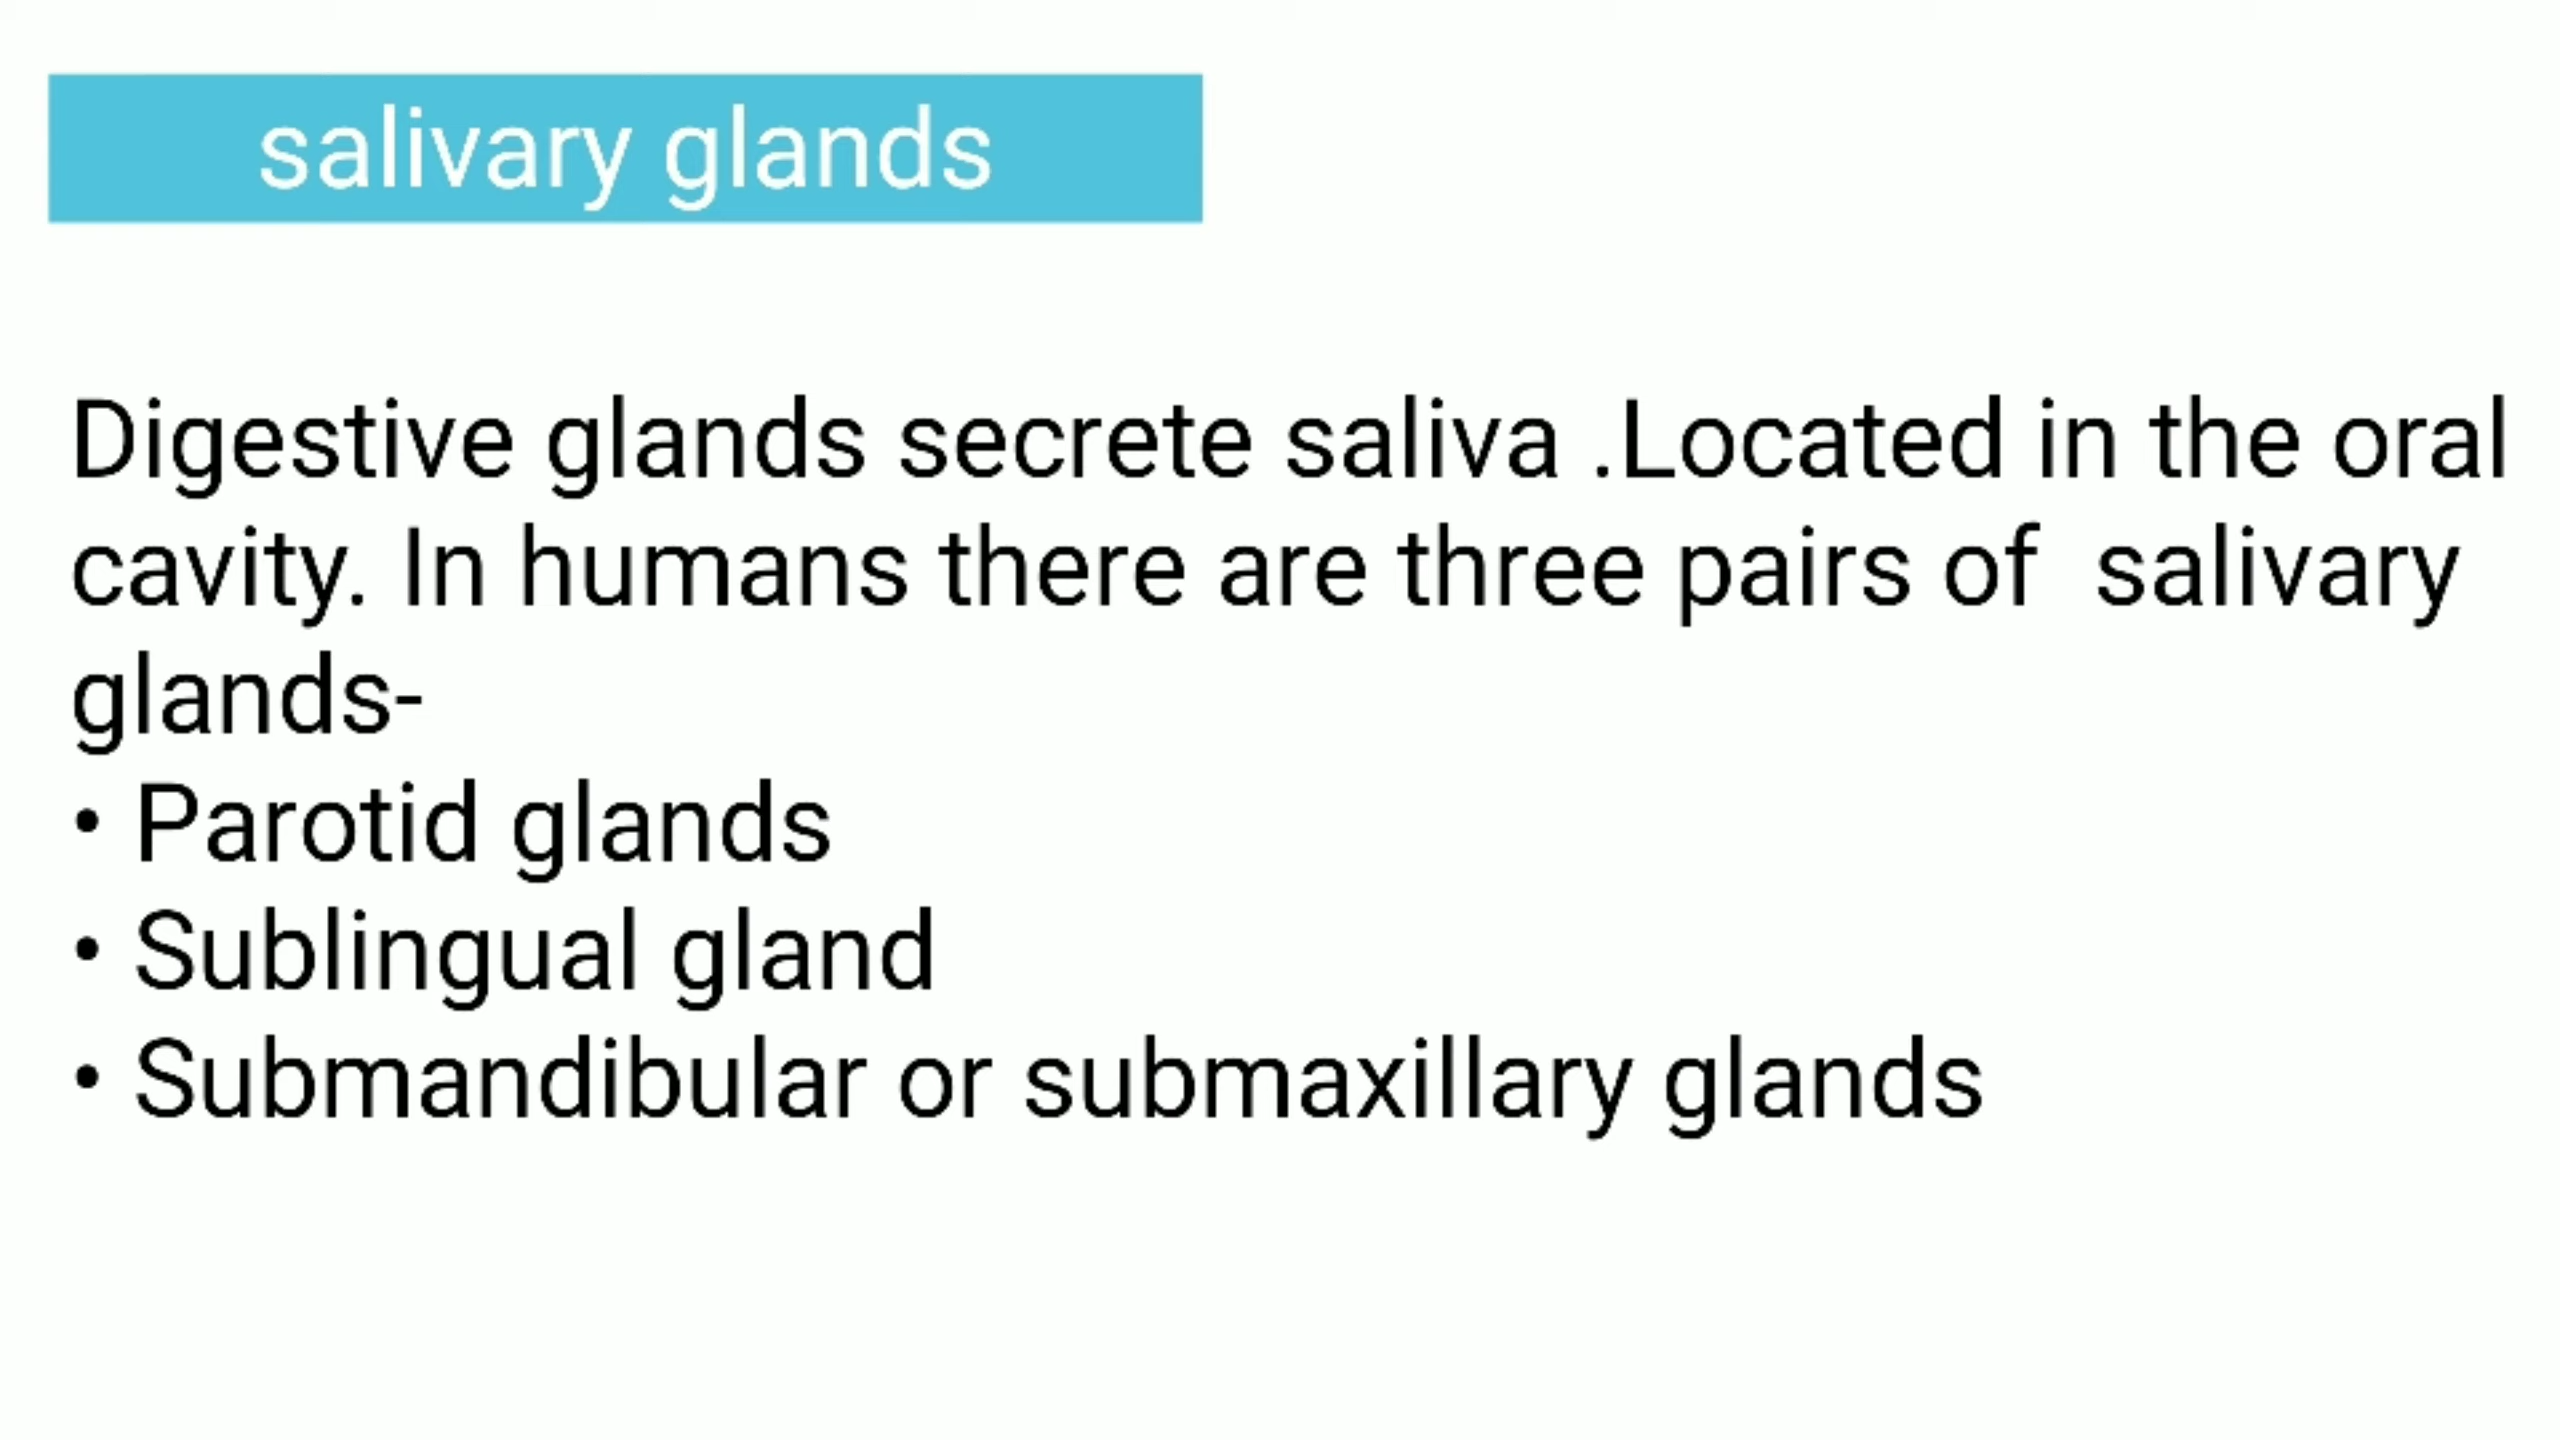 salivary glands
Digestive glands secrete saliva .Located in the oral
cavity. In humans there are three pairs of  salivary
glands-
• Parotid glands
• Sublingual gland
• Submandibular or submaxillary glands